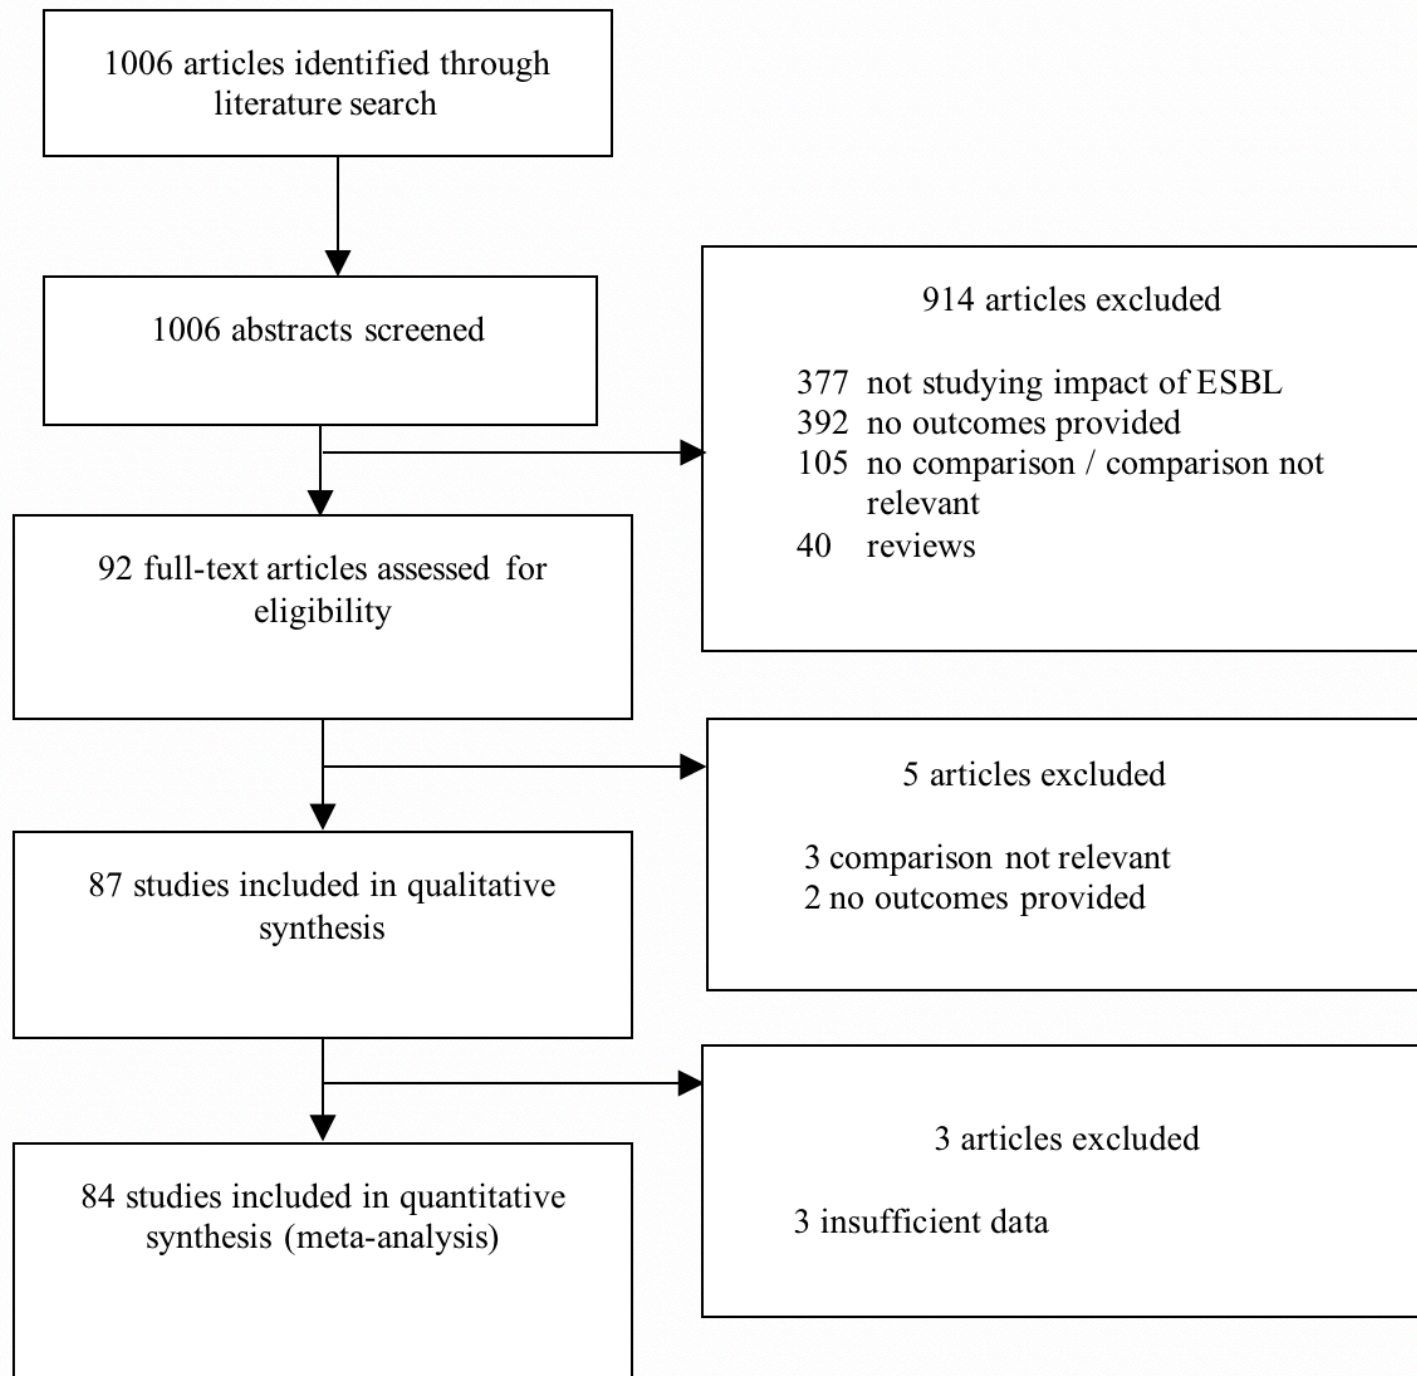 1006 articles identified through
literature search
1006 abstracts screened
914 articles excluded
377 not studying impact of ESBL
392 no outcomes provided
105 no comparison / comparison not
relevant
40 reviews
92 full-text articles assessed for
eligibility
5 articles excluded
3 comparison not relevant
2 no outcomes provided
87 studies included in qualitative
synthesis
3 articles excluded
3 insufficient data
84 studies included in quantitative
synthesis (meta-analysis)